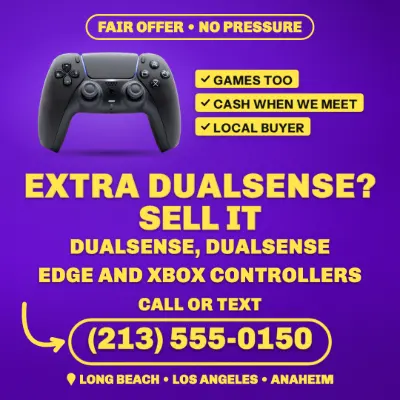 FAIR OFFER • NO PRESSURE
✓ GAMES TOO
✓ CASH WHEN WE MEET
✓ LOCAL BUYER
EXTRA DUALSENSE?
SELL IT
DUALSENSE, DUALSENSE
EDGE AND XBOX CONTROLLERS
CALL OR TEXT
(213) 555-0150
LONG BEACH • LOS ANGELES • ANAHEIM